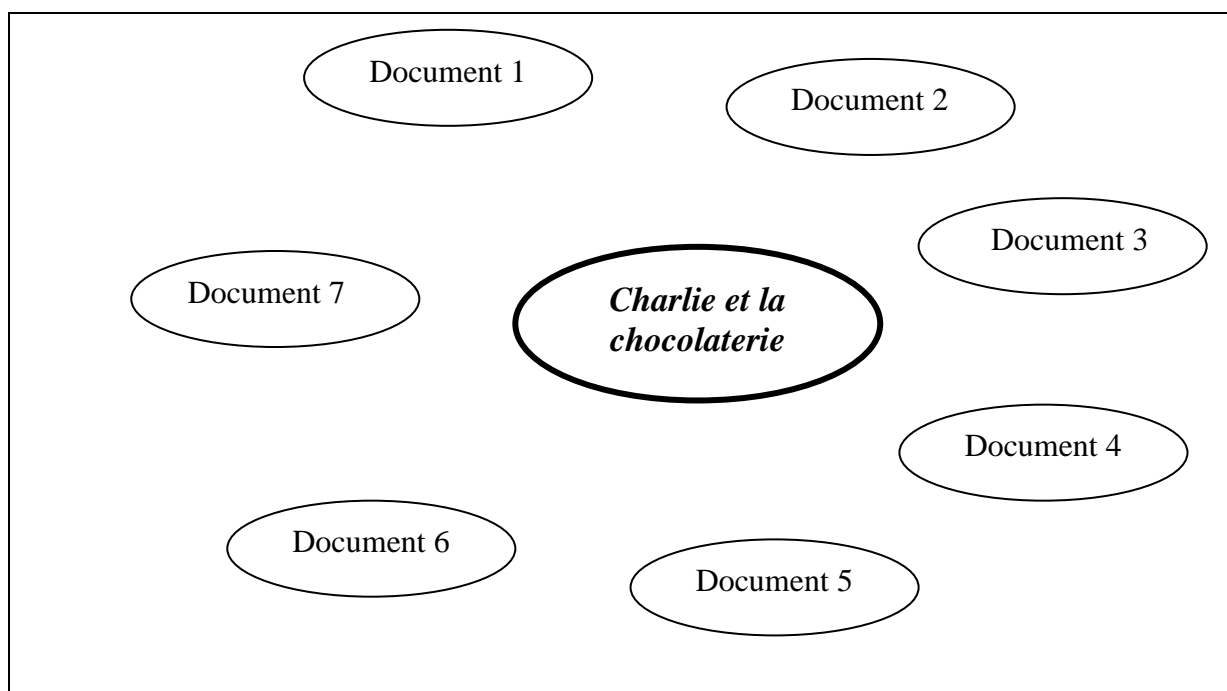 Document 1
Document 2
Document 3
Document 7
Charlie et la
chocolaterie
Document 4
Document 6
Document 5